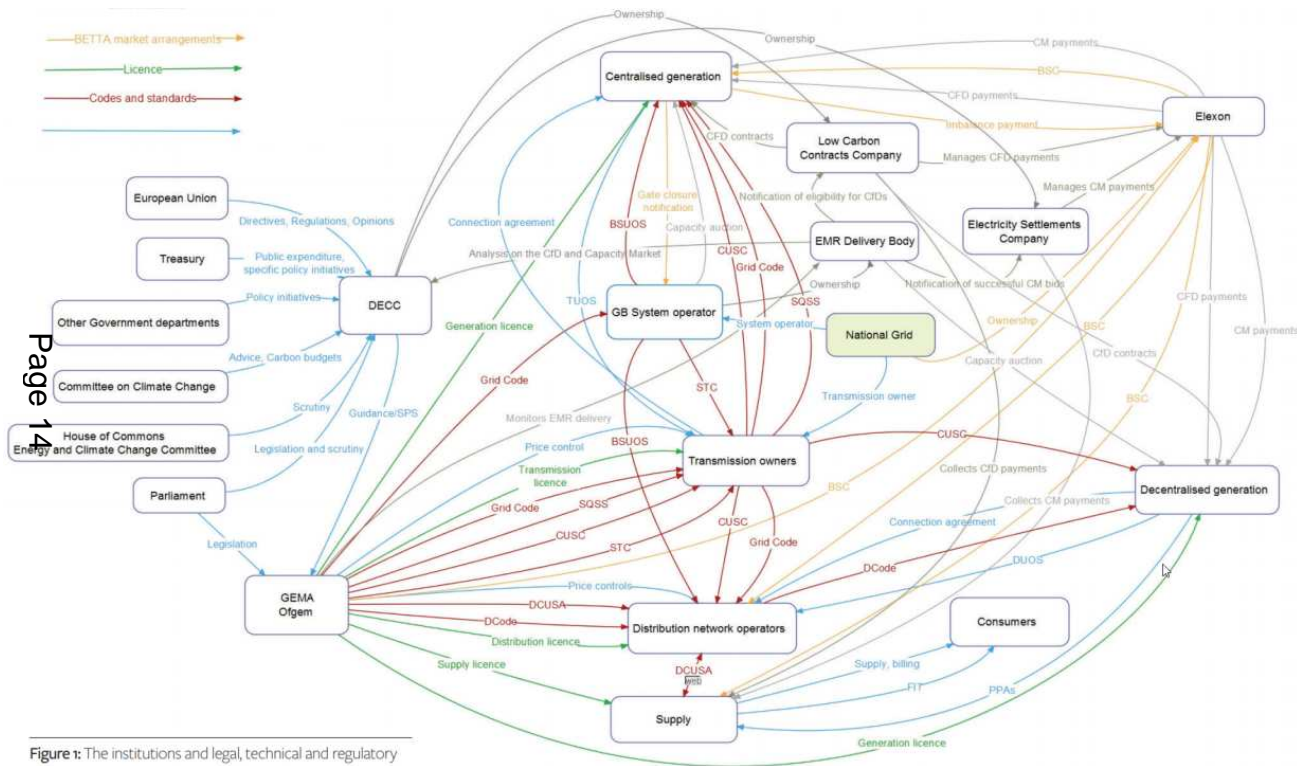 BETTA market arrangements
Licence
Codes and standards
Ownership
Ownership
CM payments
BSC
CFD payments
Imbalance payment
Centralised generation
Elexon
Low Carbon
Contracts Company
CFD contracts
Manages CFD payments
Manages CM payments
European Union
Directives, Regulations, Opinions
Connection agreement
Gate closure
notification
Notification of eligibility for CfDs
BSUOS
Capacity auction
Electricity Settlements
Company
EMR Delivery Body
CUSC
Grid Code
Treasury
Public expenditure,
specific policy initiatives
Analysis on the CfD and Capacity Market
Notification of successful CM bids
Ownership
DECC
Policy initiatives
TUOS
SQSS
CFD payments
Other Government departments
GB System operator
System operator
National Grid
Ownership
BSC
CM payments
Generation licence
Advice, Carbon budgets
CfD contracts
Capacity auction
Committee on Climate Change
Grid Code
STC
Transmission owner
BSC
Scrutiny
Guidance/SPS
Monitors EMR delivery
House of Commons
Energy and Climate Change Committee
Legislation and scrutiny
Price control
BSUOS
CUSC
Transmission owners
Transmission
licence
Collects CfD payments
Parliament
Grid Code
SQSS
BSC
Decentralised generation
Collects CM payments
CUSC
STC
CUSC
Grid Code
Connection agreement
Legislation
DUOS
DCode
GEMA
Ofgem
Price controls
DCUSA
DCode
Distribution network operators
Consumers
Distribution licence
Supply licence
DCUSA
web
Supply, billing
FIT
PPAs
Supply
Generation licence
Page 14
Figure 1: The institutions and legal, technical and regulatory